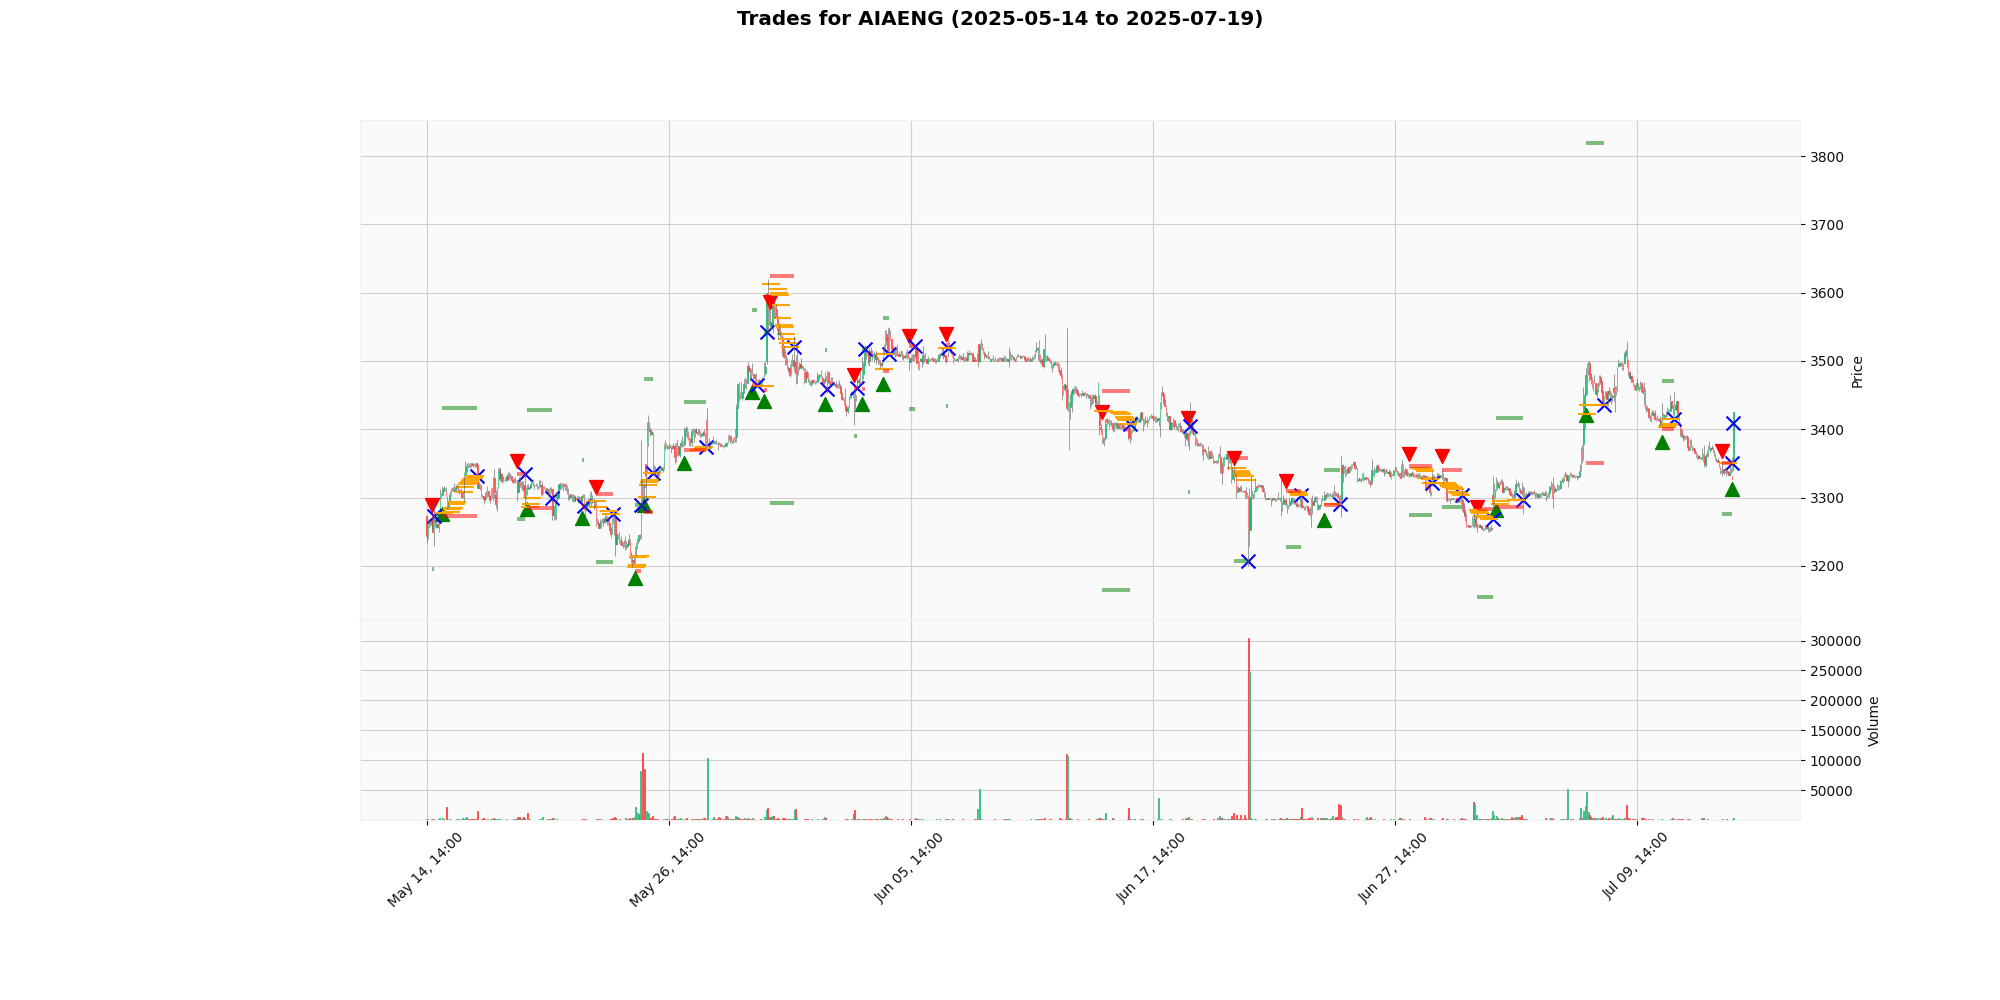 Trades for AIAENG (2025-05-14 to 2025-07-19)
3800
3700
3600
3500
3400
3300
3200
Price
300000
250000
200000
150000
100000
50000
Volume
May 14, 14:00
May 26, 14:00
Jun 05, 14:00
Jun 17, 14:00
Jun 27, 14:00
Jul 09, 14:00